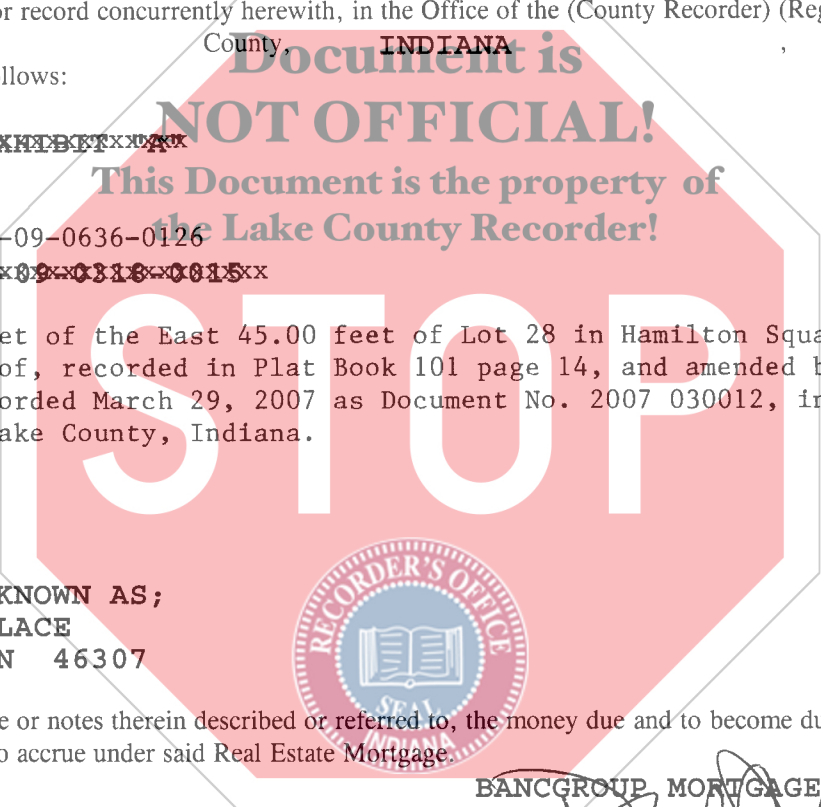 or record concurrently herewith, in the Office of the (County Recorder) (Reg
County, INDIANA ,
Document is
llows:
NOT OFFICIAL!
XHIBIT "A"
This Document is the property of
the Lake County Recorder!
-09-0636-0126
09-0318-0015
STOP
et of the East 45.00 feet of Lot 28 in Hamilton Squa
of, recorded in Plat Book 101 page 14, and amended b
orded March 29, 2007 as Document No. 2007 030012, in
ake County, Indiana.
RECORDER'S OFFICE
SEAL
INDIANA
KNOWN AS;
LACE
N 46307
e or notes therein described or referred to, the money due and to become du
o accrue under said Real Estate Mortgage.
BANCGROUP MORTGAGE